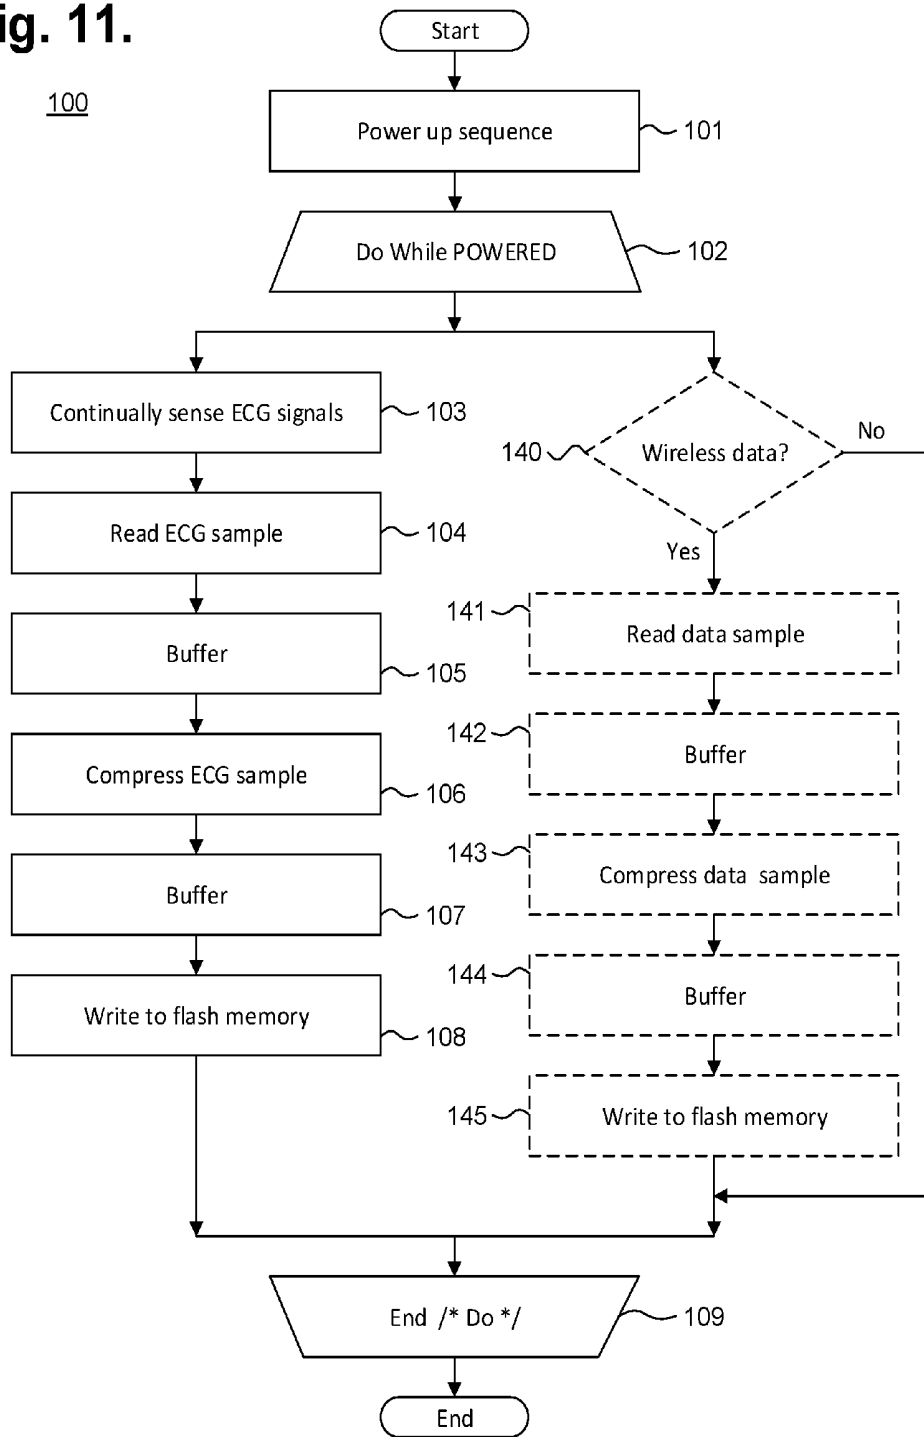 ig. 11.
Start
100
Power up sequence
101
Do While POWERED
102
Continually sense ECG signals
103
140
Wireless data?
No
Read ECG sample
104
Yes
141
Read data sample
Buffer
105
142
Buffer
Compress ECG sample
106
143
Compress data sample
Buffer
107
144
Buffer
Write to flash memory
108
145
Write to flash memory
End /* Do */
109
End